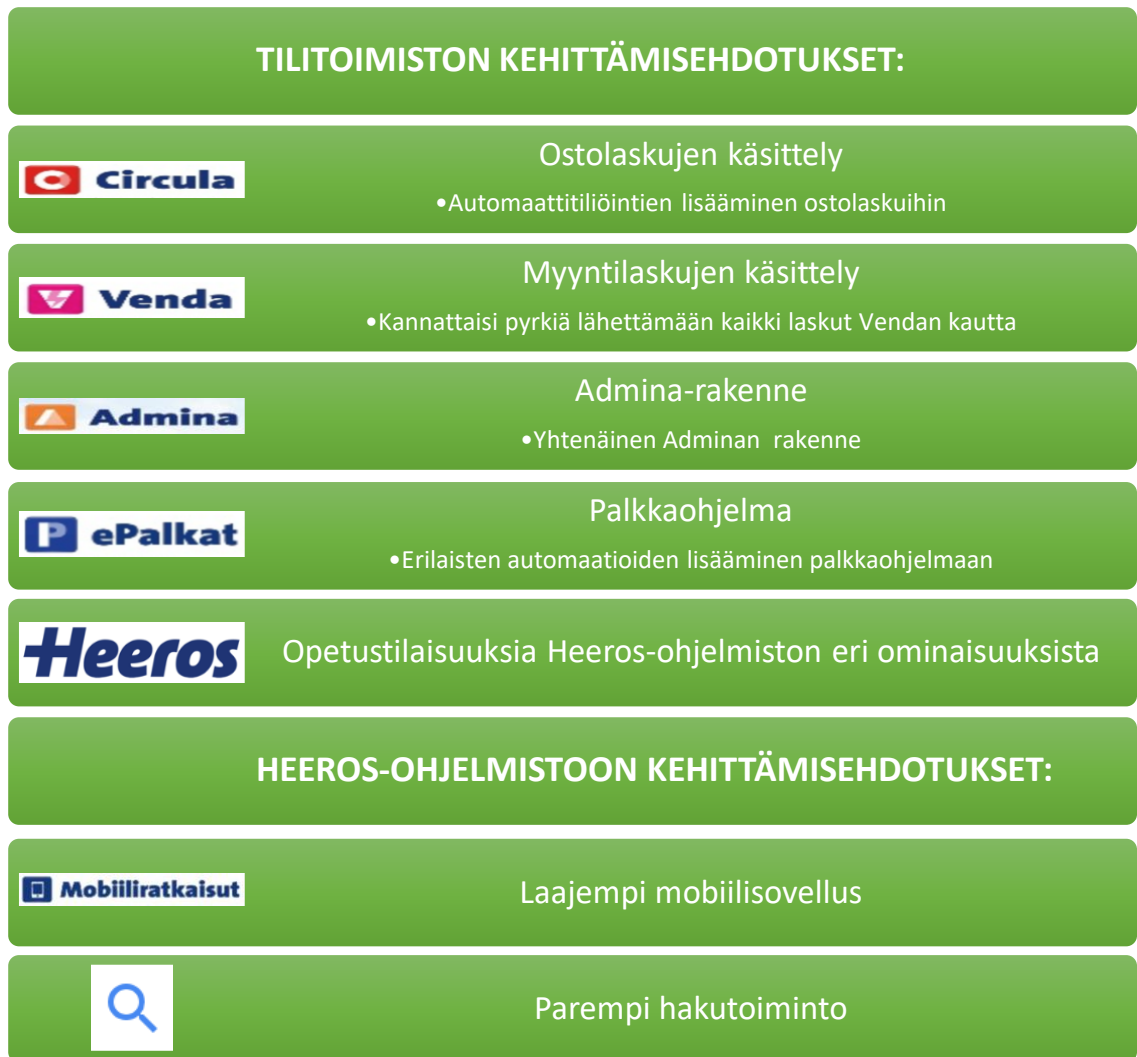 TILITOIMISTON KEHITTÄMISEHDOTUKSET:
Circula
Ostolaskujen käsittely
•Automaattitiliöintien lisääminen ostolaskuihin
Venda
Myyntilaskujen käsittely
•Kannattaisi pyrkiä lähettämään kaikki laskut Vendan kautta
Admina
Admina-rakenne
•Yhtenäinen Adminan rakenne
P ePalkat
Palkkaohjelma
•Erilaisten automaatioiden lisääminen palkkaohjelmaan
Heeros
Opetustilaisuuksia Heeros-ohjelmiston eri ominaisuuksista
HEEROS-OHJELMISTOON KEHITTÄMISEHDOTUKSET:
Mobiiliratkaisut
Laajempi mobiilisovellus
Parempi hakutoiminto